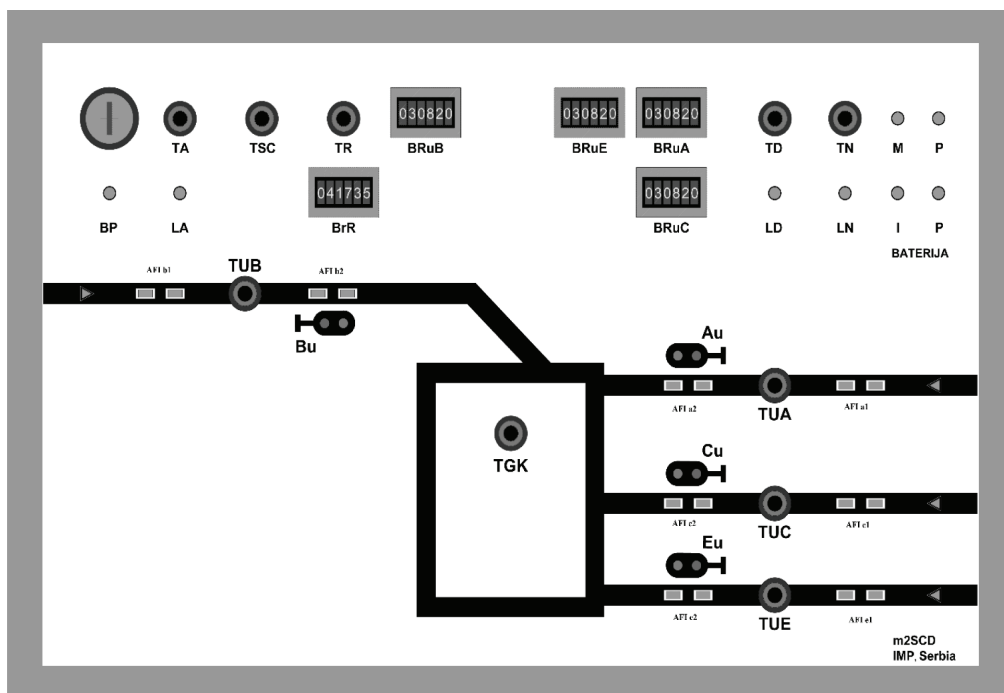 030820 030820 030820
TA TSC TR BRuB BRuE BRuA TD TN M P
041735 030820
BP LA BrR BRuC LD LN I P
BATERIJA
AFI b1 TUB AFI b2
Bu
Au
AFI a2 TUA AFI a1
TGK
Cu
AFI c2 TUC AFI c1
Eu
AFI c2 TUE AFI e1
m2SCD
IMP, Serbia